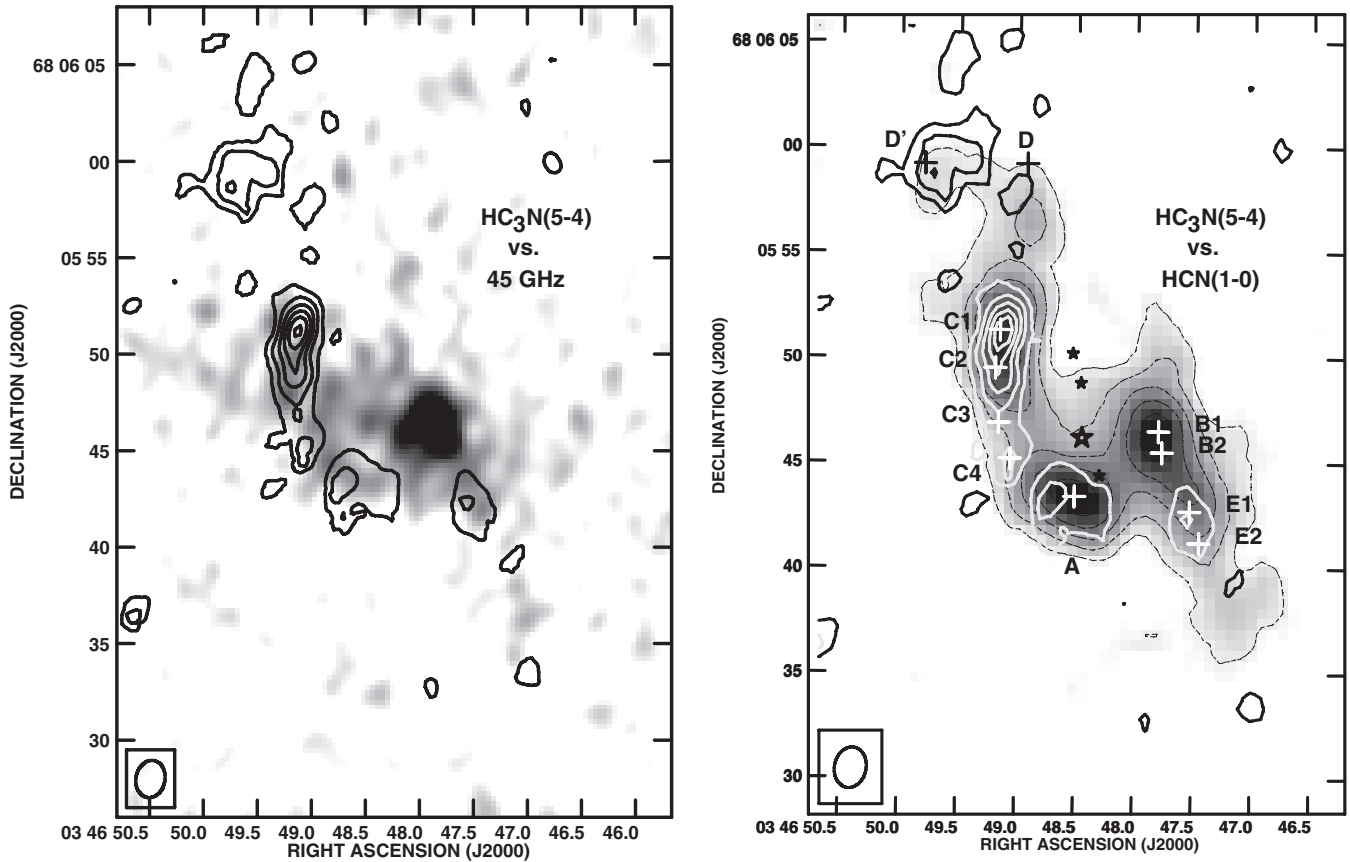 68 06 05
00
05 55
50
45
40
35
30
DECLINATION (J2000)
HC3N(5-4)
vs.
45 GHz
03 46 50.5 50.0 49.5 49.0 48.5 48.0 47.5 47.0 46.5 46.0
RIGHT ASCENSION (J2000)
68 06 05
00
05 55
50
45
40
35
30
DECLINATION (J2000)
D'
D
HC3N(5-4)
vs.
HCN(1-0)
C1
C2
C3
C4
B1
B2
E1
E2
A
03 46 50.5 50.0 49.5 49.0 48.5 48.0 47.5 47.0 46.5
RIGHT ASCENSION (J2000)